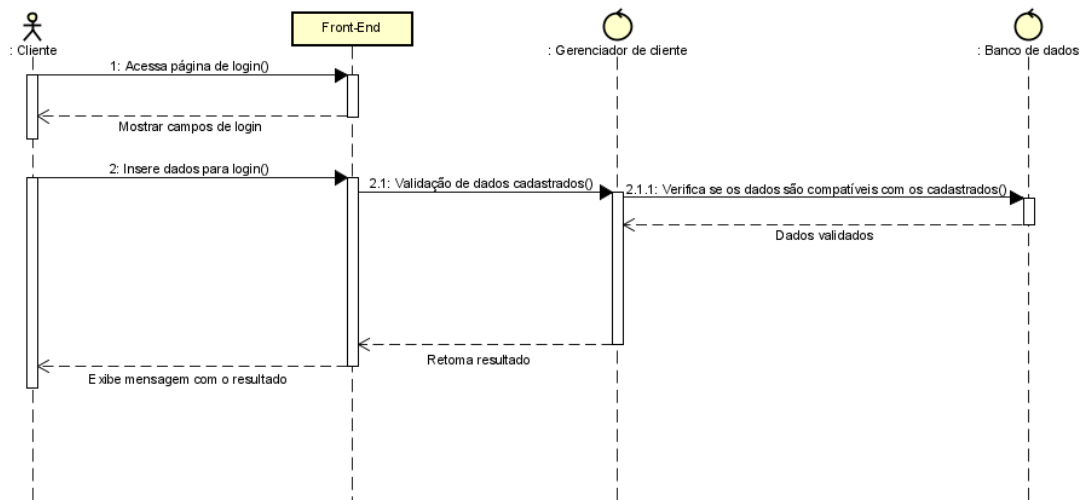 : Cliente
Front-End
: Gerenciador de cliente
: Banco de dados
1: Acessa página de login()
Mostrar campos de login
2: Insere dados para login()
2.1: Validação de dados cadastrados()
2.1.1: Verifica se os dados são compatíveis com os cadastrados()
Dados validados
Retorna resultado
Exibe mensagem com o resultado